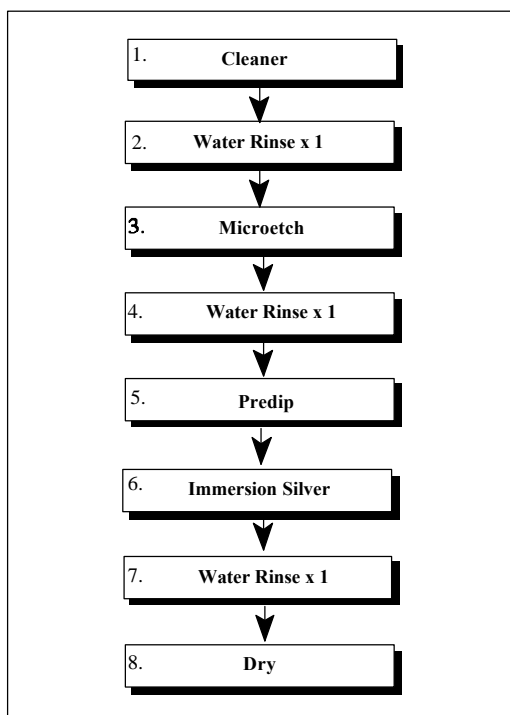 1. Cleaner
2. Water Rinse x 1
3. Microetch
4. Water Rinse x 1
5. Predip
6. Immersion Silver
7. Water Rinse x 1
8. Dry